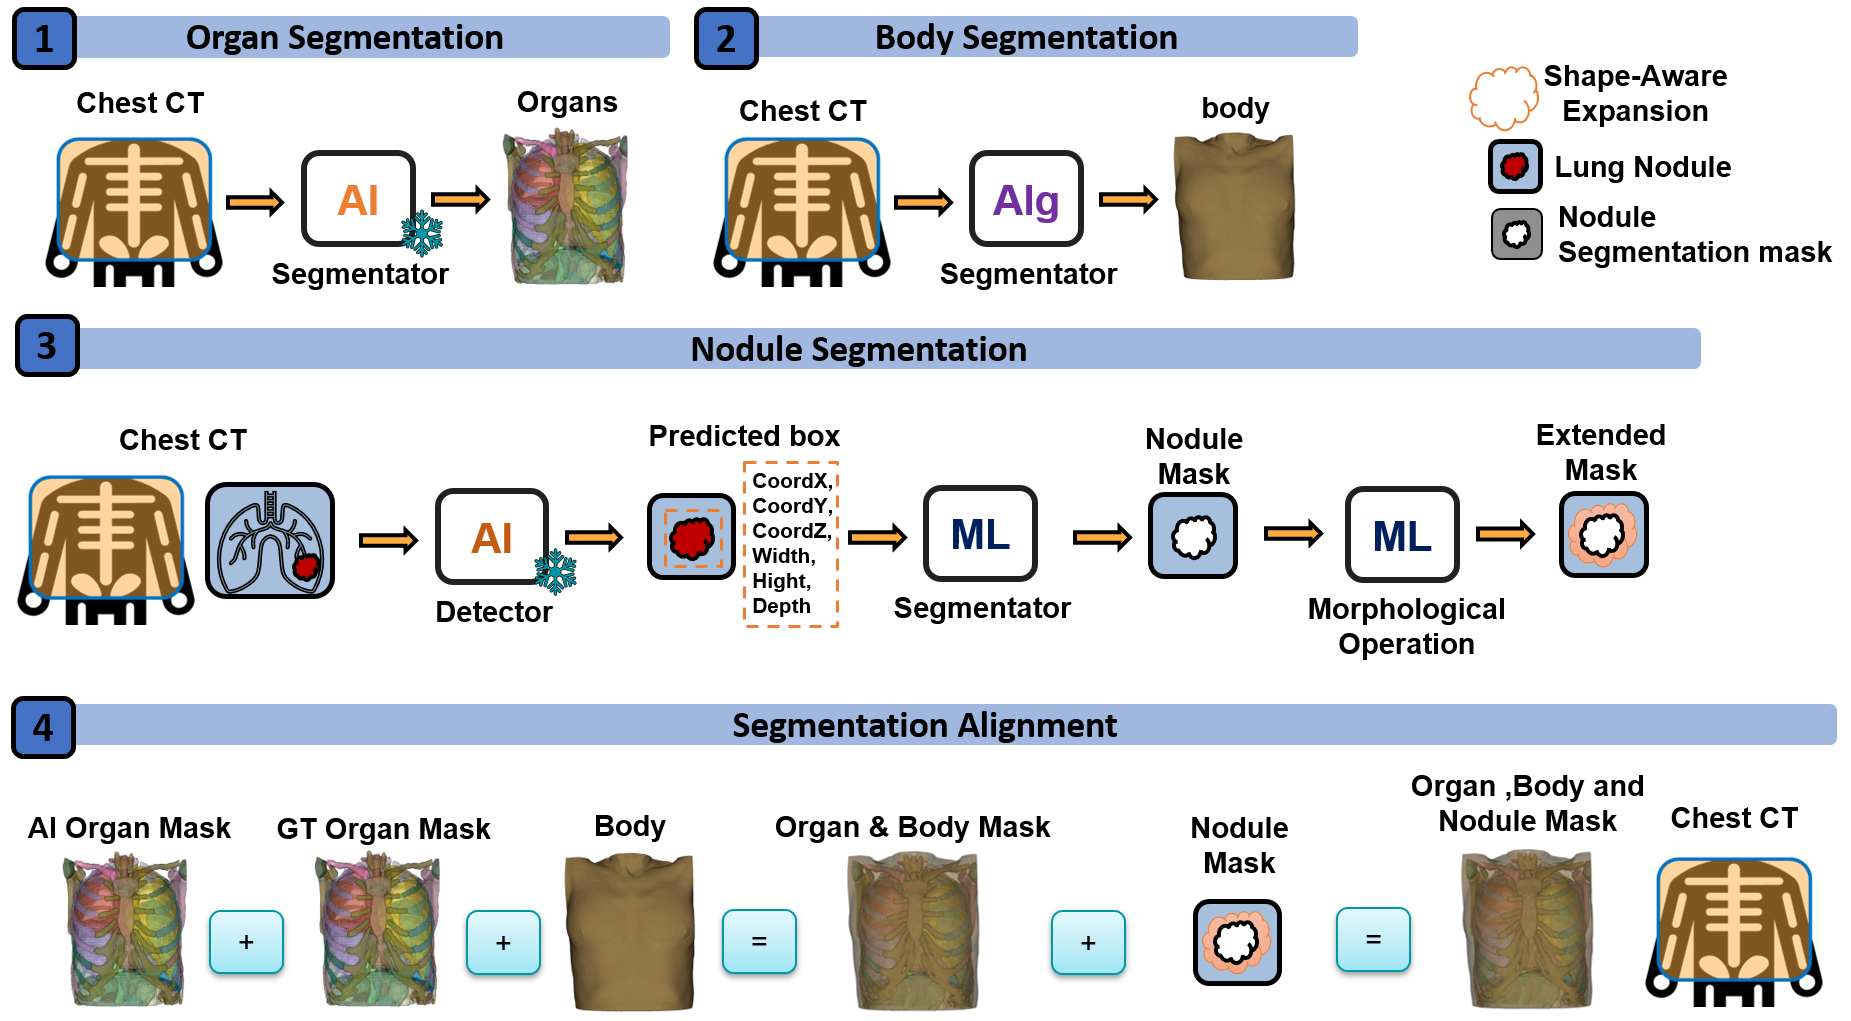 1
Organ Segmentation
Chest CT
AI
Segmentator
Organs
2
Body Segmentation
Chest CT
Alg
Segmentator
body
Shape-Aware
Expansion
Lung Nodule
Nodule
Segmentation mask
3
Nodule Segmentation
Chest CT
AI
Detector
Predicted box
CoordX,
CoordY,
CoordZ,
Width,
Hight,
Depth
ML
Segmentator
Nodule
Mask
ML
Morphological
Operation
Extended
Mask
4
Segmentation Alignment
AI Organ Mask
+
GT Organ Mask
+
Body
=
Organ & Body Mask
+
Nodule
Mask
=
Organ ,Body and
Nodule Mask
Chest CT